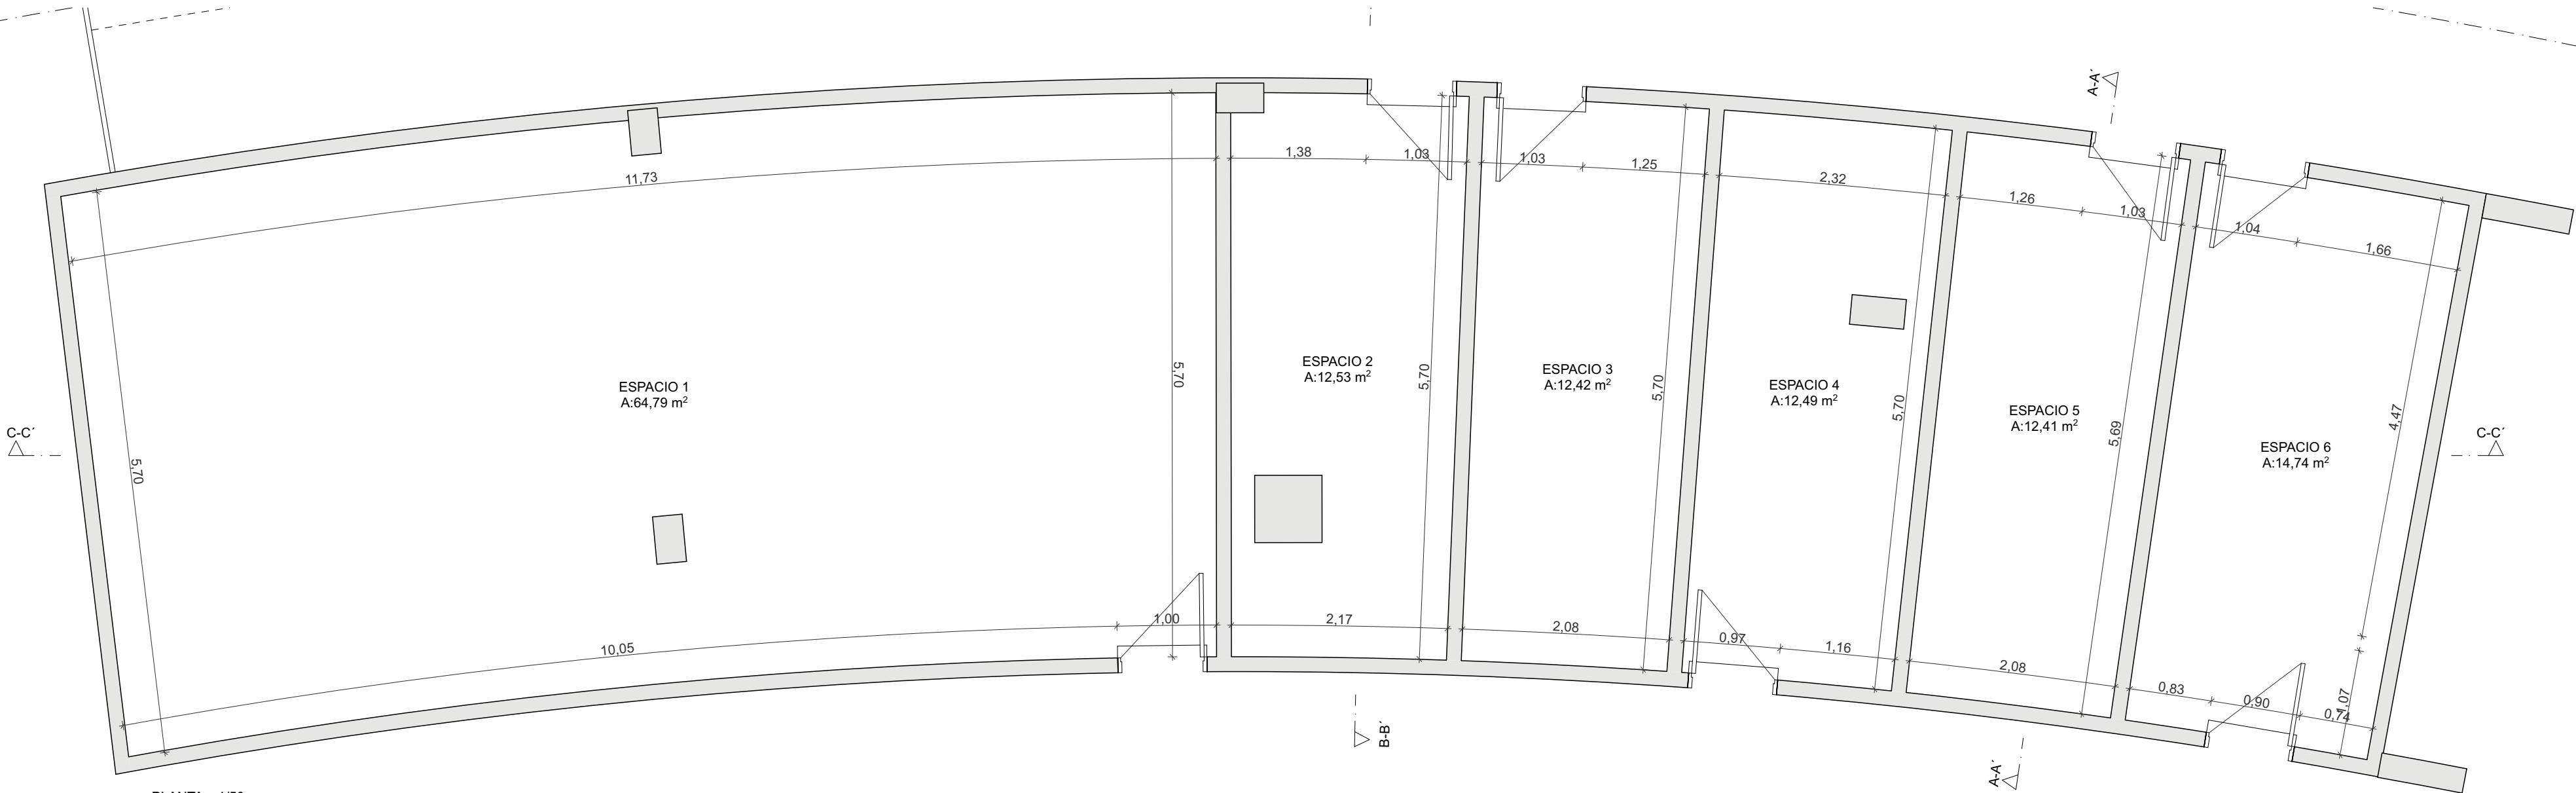 A-A´
11,73
1,38
1,03
1,03
1,25
2,32
1,26
1,03
1,04
1,66
5,70
5,70
ESPACIO 1
A:64,79 m²
ESPACIO 2
A:12,53 m²
5,70
ESPACIO 3
A:12,42 m²
5,70
ESPACIO 4
A:12,49 m²
5,70
ESPACIO 5
A:12,41 m²
5,69
ESPACIO 6
A:14,74 m²
4,47
C-C´
C-C´
10,05
1,00
2,17
2,08
0,97
1,16
2,08
0,83
0,90
0,74
1,07
B-B´
A-A´